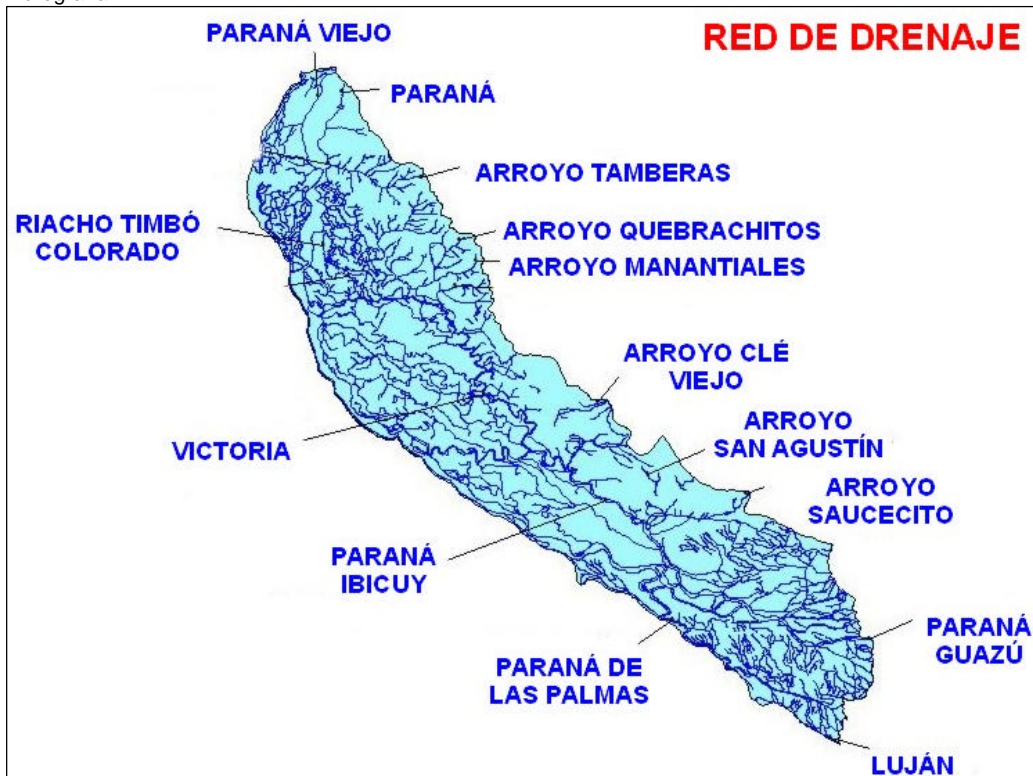 RED DE DRENAJE
PARANÁ VIEJO
PARANÁ
ARROYO TAMBERAS
RIACHO TIMBÓ
COLORADO
ARROYO QUEBRACHITOS
ARROYO MANANTIALES
ARROYO CLÉ
VIEJO
ARROYO
SAN AGUSTÍN
VICTORIA
ARROYO
SAUCECITO
PARANÁ
IBICUY
PARANÁ
GUAZÚ
PARANÁ DE
LAS PALMAS
LUJÁN